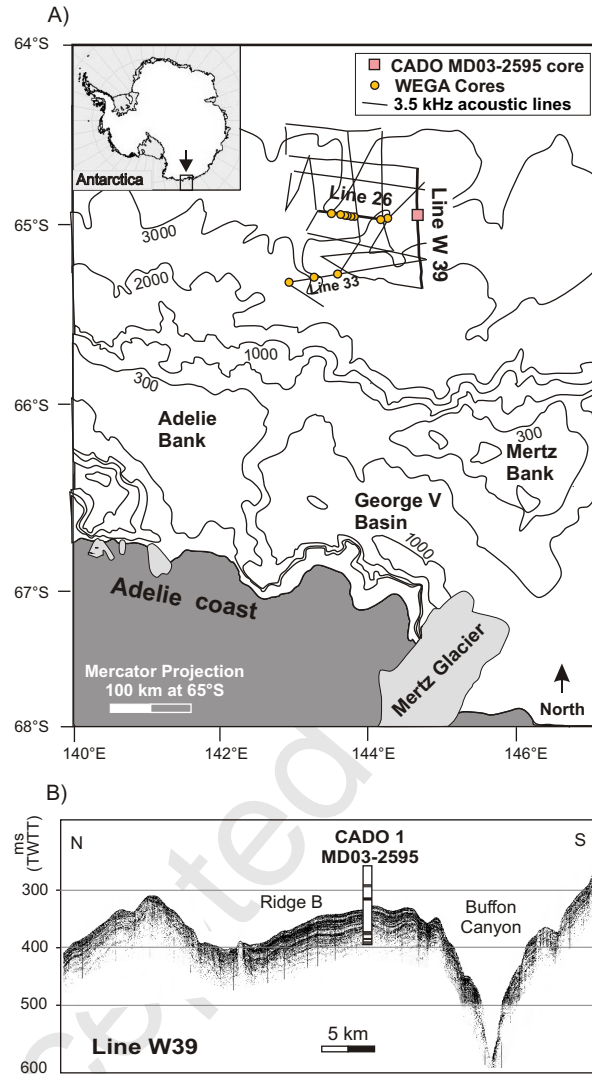 A)
64°S
65°S
66°S
67°S
68°S
140°E
142°E
144°E
146°E
Antarctica
CADO MD03-2595 core
WEGA Cores
3.5 kHz acoustic lines
Line 26
Line W 39
Line 33
3000
2000
1000
300
Adelie
Bank
300
Mertz
Bank
George V
Basin
1000
Adelie coast
Mertz Glacier
Mercator Projection
100 km at 65°S
North
B)
ms
(TWTT)
N
CADO 1
MD03-2595
S
300
Ridge B
Buffon
Canyon
400
500
Line W39
5 km
600
cepted